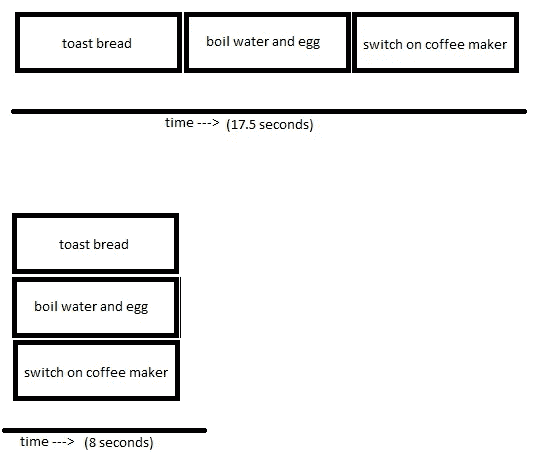 toast bread
boil water and egg
switch on coffee maker
time ---> (17.5 seconds)
toast bread
boil water and egg
switch on coffee maker
time ---> (8 seconds)